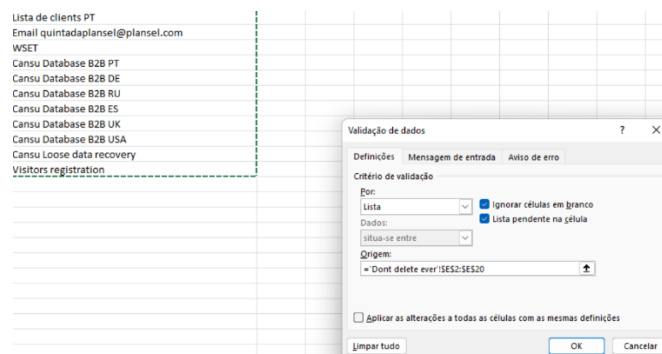 Lista de clients PT
Email quintadaplansel@plansel.com
WSET
Cansu Database B2B PT
Cansu Database B2B DE
Cansu Database B2B RU
Cansu Database B2B ES
Cansu Database B2B UK
Cansu Database B2B USA
Cansu Loose data recovery
Visitors registration
Validação de dados ? ×
Definições Mensagem de entrada Aviso de erro
Critério de validação
Por:
Lista Ignorar células em branco
Dados: Lista pendente na célula
situa-se entre
Origem:
='Dont delete ever'!$E$2:$E$20
Aplicar as alterações a todas as células com as mesmas definições
Limpar tudo OK Cancelar